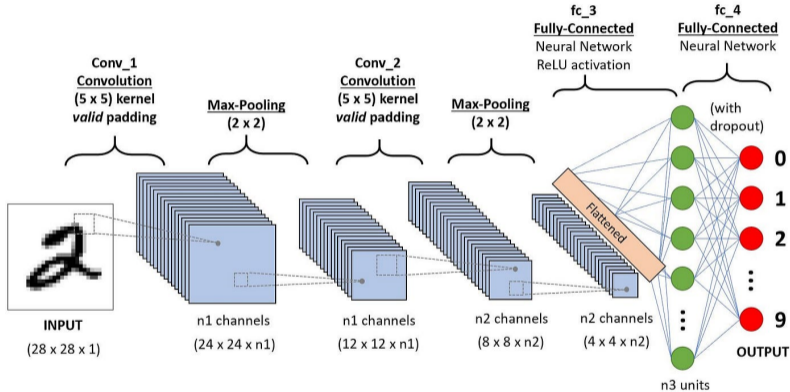 fc_3
Fully-Connected
Neural Network
ReLU activation
fc_4
Fully-Connected
Neural Network
Conv_1
Convolution
(5 x 5) kernel
valid padding
Max-Pooling
(2 x 2)
Conv_2
Convolution
(5 x 5) kernel
valid padding
Max-Pooling
(2 x 2)
(with
dropout)
0
1
2
9
Flattened
2
INPUT
(28 x 28 x 1)
n1 channels
(24 x 24 x n1)
n1 channels
(12 x 12 x n1)
n2 channels
(8 x 8 x n2)
n2 channels
(4 x 4 x n2)
OUTPUT
n3 units